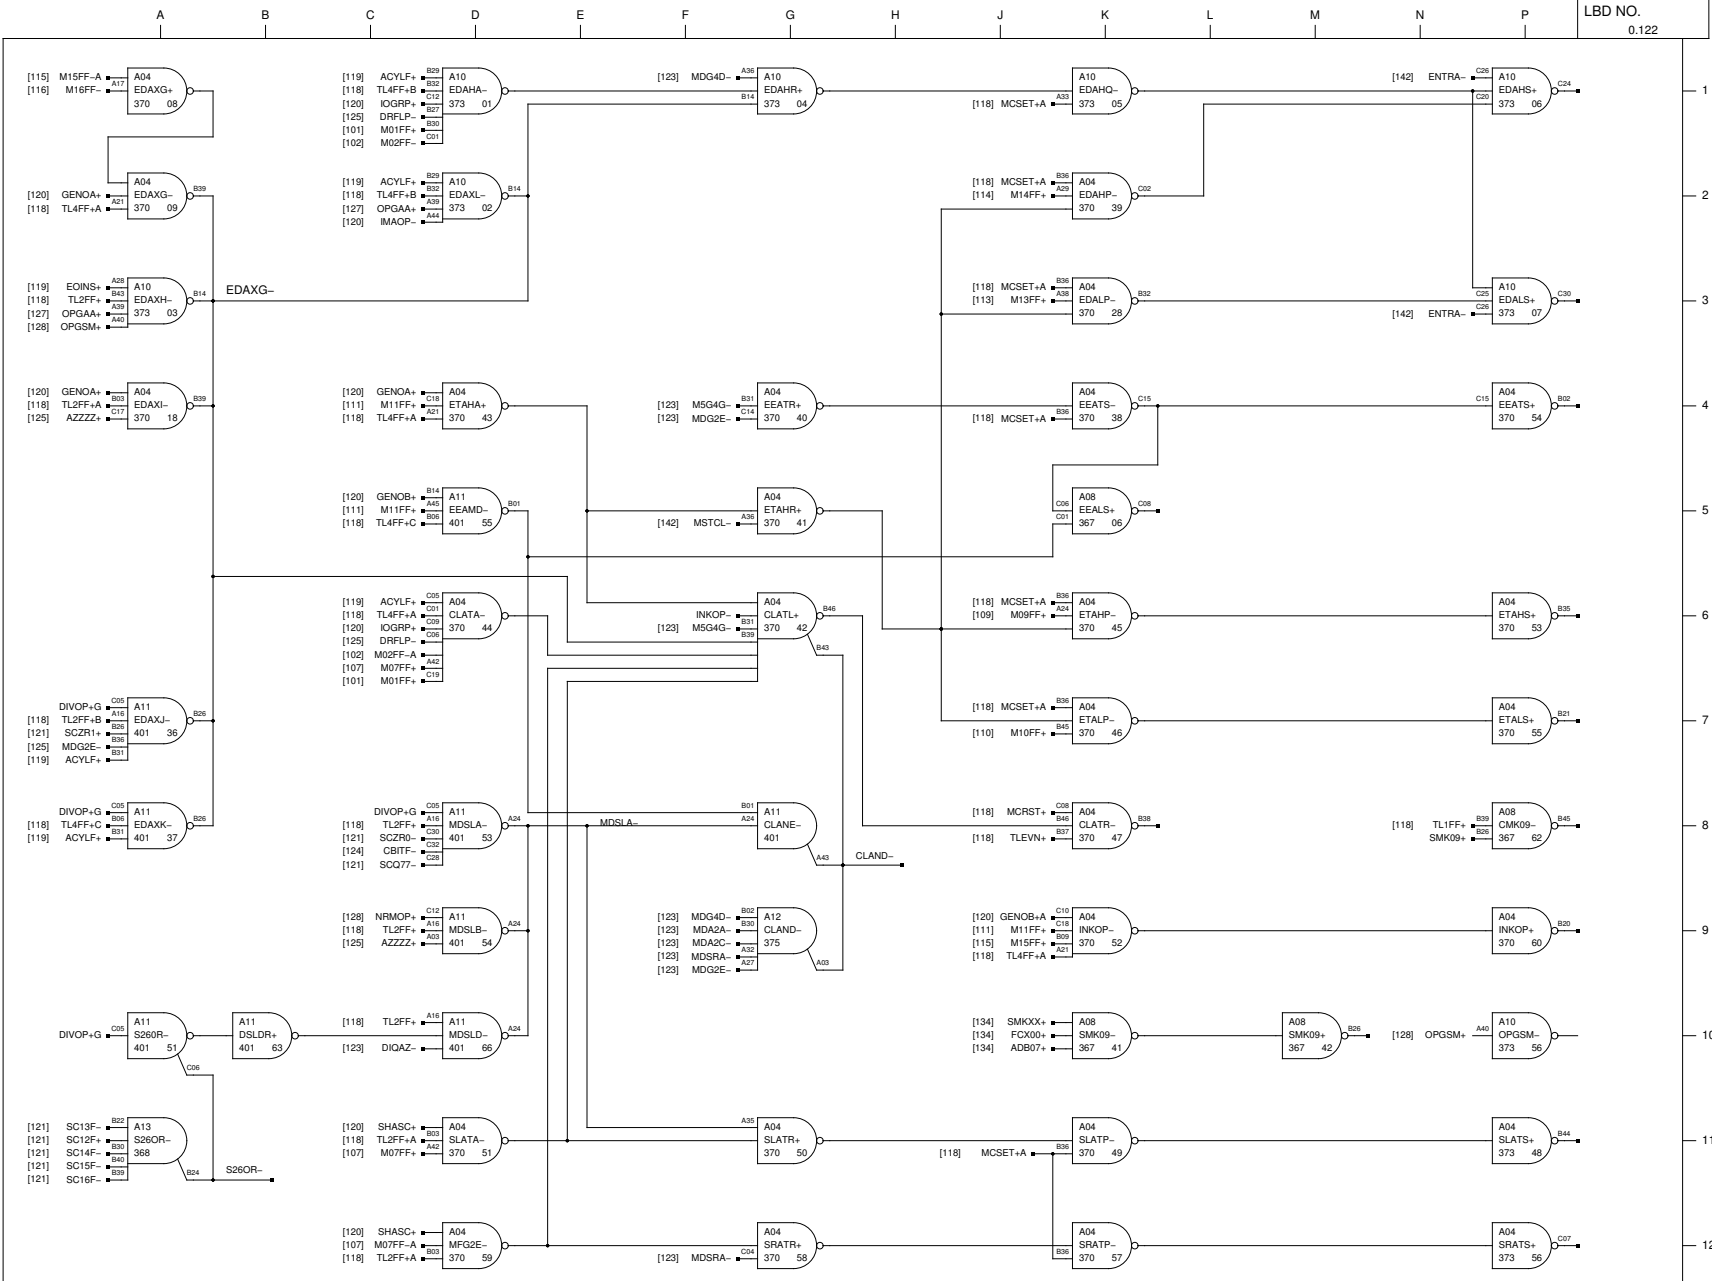 A B C D E F G H J K L M N P
LBD NO.
0.122
[115] M15FF–A
[116] M16FF– A17
A04
EDAXG+
370 08
[119] ACYLF+ B29
[118] TL4FF+B B32
[120] IOGRP+ C12
[125] DRFLP– B27
[101] M01FF+ B30
[102] M02FF– C01
A10
EDAHA–
373 01
[123] MDG4D– A36
B14
A10
EDAHR+
373 04
[118] MCSET+A A33
A10
EDAHQ–
373 05
[142] ENTRA– C26
C20
A10
EDAHS+
373 06
C24
1
[120] GENOA+
[118] TL4FF+A A21
A04
EDAXG–
370 09
B39
[119] ACYLF+ B29
[118] TL4FF+B B32
[127] OPGAA+ A39
[120] IMAOP– A44
A10
EDAXL–
373 02
B14
[118] MCSET+A B36
[114] M14FF+ A29
A04
EDAHP–
370 39
C02
2
[119] EOINS+ A28
[118] TL2FF+ B43
[127] OPGAA+ A39
[128] OPGSM+ A40
A10
EDAXH–
373 03
B14
EDAXG–
[118] MCSET+A B36
[113] M13FF+ A38
A04
EDALP–
370 28
B32
C25
[142] ENTRA– C26
A10
EDALS+
373 07
C30
3
[120] GENOA+
[118] TL2FF+A B03
[125] AZZZZ+ C17
A04
EDAXI–
370 18
B39
[120] GENOA+
[111] M11FF+ C18
[118] TL4FF+A A21
A04
ETAHA+
370 43
[123] M5G4G– B31
[123] MDG2E– C14
A04
EEATR+
370 40
[118] MCSET+A B36
A04
EEATS–
370 38
C15
C15
A04
EEATS+
370 54
B02
4
[120] GENOB+ B14
[111] M11FF+ A45
[118] TL4FF+C B06
A11
EEAMD–
401 55
B01
[142] MSTCL– A36
A04
ETAHR+
370 41
C06
C01
A08
EEALS+
367 06
C08
5
[119] ACYLF+ C05
[118] TL4FF+A C01
[120] IOGRP+ C09
[125] DRFLP– C06
[102] M02FF–A
[107] M07FF+ A42
[101] M01FF+ C19
A04
CLATA–
370 44
INKOP–
[123] M5G4G– B31
B39
A04
CLATL+
370 42
B46
B43
[118] MCSET+A B36
[109] M09FF+ A24
A04
ETAHP–
370 45
A04
ETAHS+
370 53
B35
6
DIVOP+G C05
[118] TL2FF+B A16
[121] SCZR1+ B26
[125] MDG2E– B36
[119] ACYLF+ B31
A11
EDAXJ–
401 36
B26
[118] MCSET+A B36
[110] M10FF+ B45
A04
ETALP–
370 46
A04
ETALS+
370 55
B21
7
DIVOP+G C05
[118] TL4FF+C B06
[119] ACYLF+ B31
A11
EDAXK–
401 37
B26
DIVOP+G C05
[118] TL2FF+ A16
[121] SCZR0– C30
[124] CBITF– C32
[121] SCQ77– C28
A11
MDSLA–
401 53
A24
MDSLA–
B01
A24
A11
CLANE–
401
A43
CLAND–
[118] MCRST+ C08
B46
[118] TLEVN+ B37
A04
CLATR–
370 47
B38
[118] TL1FF+ B39
SMK09+ B26
A08
CMK09–
367 62
B45
8
[128] NRMOP+ C12
[118] TL2FF+ A16
[125] AZZZZ+ A03
A11
MDSLB–
401 54
A24
[123] MDG4D– B02
[123] MDA2A– B30
[123] MDA2C–
[123] MDSRA– A32
[123] MDG2E– A27
A12
CLAND–
375
A03
[120] GENOB+A C10
[111] M11FF+ C18
[115] M15FF+ B09
[118] TL4FF+A A21
A04
INKOP–
370 52
A04
INKOP+
370 60
B20
9
DIVOP+G C05
A11
S260R–
401 51
C06
A11
DSLDR+
401 63
[118] TL2FF+ A16
[123] DIQAZ–
A11
MDSLD–
401 66
A24
[134] SMKXX+
[134] FCX00+
[134] ADB07+
A08
SMK09–
367 41
A08
SMK09+
367 42
B26
[128] OPGSM+ A40
A10
OPGSM–
373 56
10
[121] SC13F– B22
[121] SC12F+
[121] SC14F– B30
[121] SC15F– B40
[121] SC16F– B39
A13
S26OR–
368
B24
S26OR–
[120] SHASC+
[118] TL2FF+A B03
[107] M07FF+ A42
A04
SLATA–
370 51
A35
A04
SLATR+
370 50
[118] MCSET+A B36
A04
SLATP–
370 49
A04
SLATS+
373 48
B44
11
[120] SHASC+
[107] M07FF–A
[118] TL2FF+A B03
A04
MFG2E–
370 59
[123] MDSRA– C04
A04
SRATR+
370 58
B36
A04
SRATP–
370 57
A04
SRATS+
373 56
C07
12